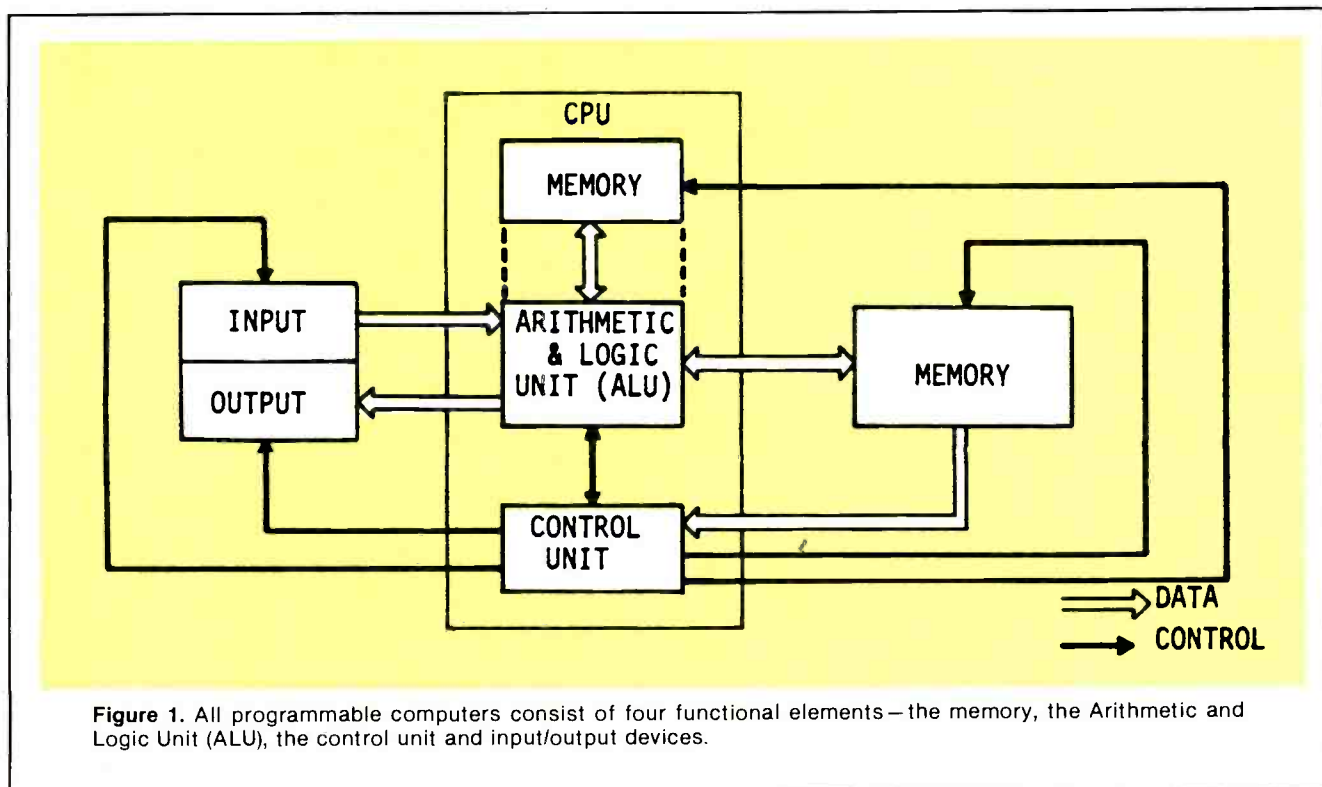 CPU
MEMORY
INPUT
OUTPUT
ARITHMETIC
& LOGIC
UNIT (ALU)
MEMORY
CONTROL
UNIT
DATA
CONTROL
Figure 1. All programmable computers consist of four functional elements—the memory, the Arithmetic and
Logic Unit (ALU), the control unit and input/output devices.